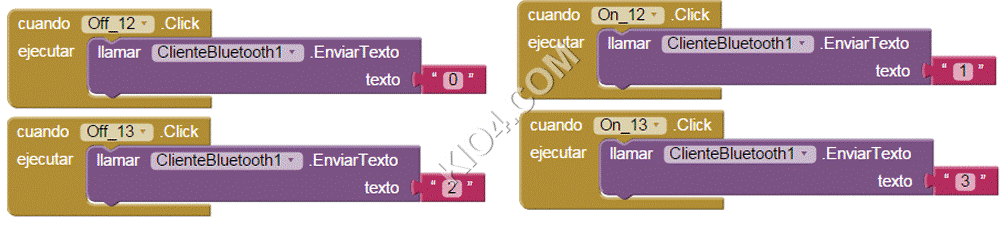 cuando Off_12 .Click
ejecutar llamar ClienteBluetooth1 .EnviarTexto
texto " 0 "
cuando On_12 .Click
ejecutar llamar ClienteBluetooth1 .EnviarTexto
texto " 1 "
cuando Off_13 .Click
ejecutar llamar ClienteBluetooth1 .EnviarTexto
texto " 2 "
cuando On_13 .Click
ejecutar llamar ClienteBluetooth1 .EnviarTexto
texto " 3 "
KIO4.COM